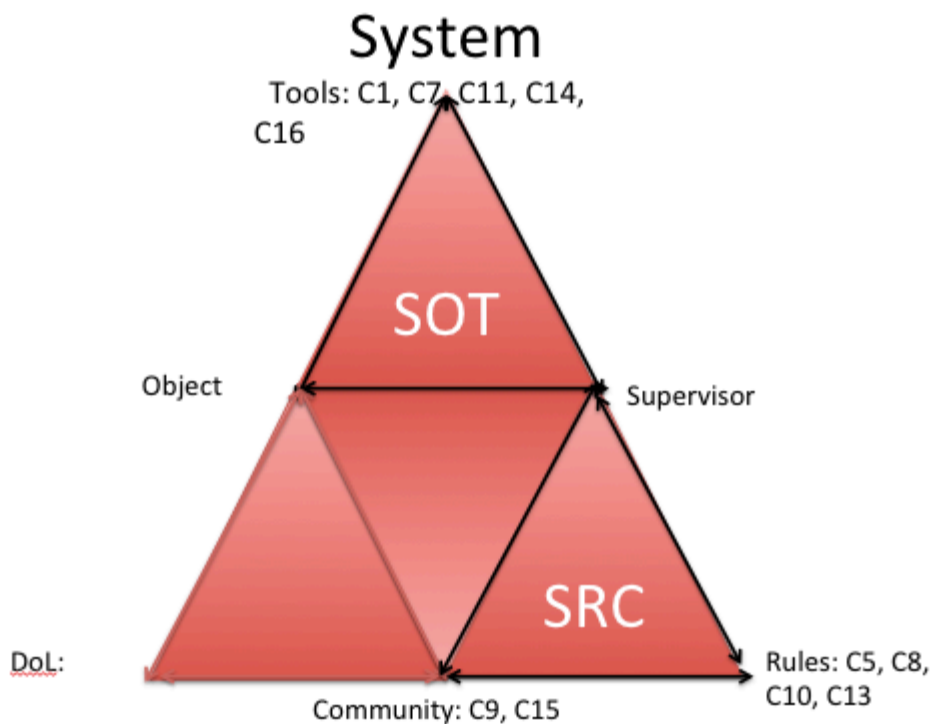 System
Tools: C1, C7, C11, C14,
C16
SOT
Object
Supervisor
SRC
DoL:
Rules: C5, C8,
C10, C13
Community: C9, C15